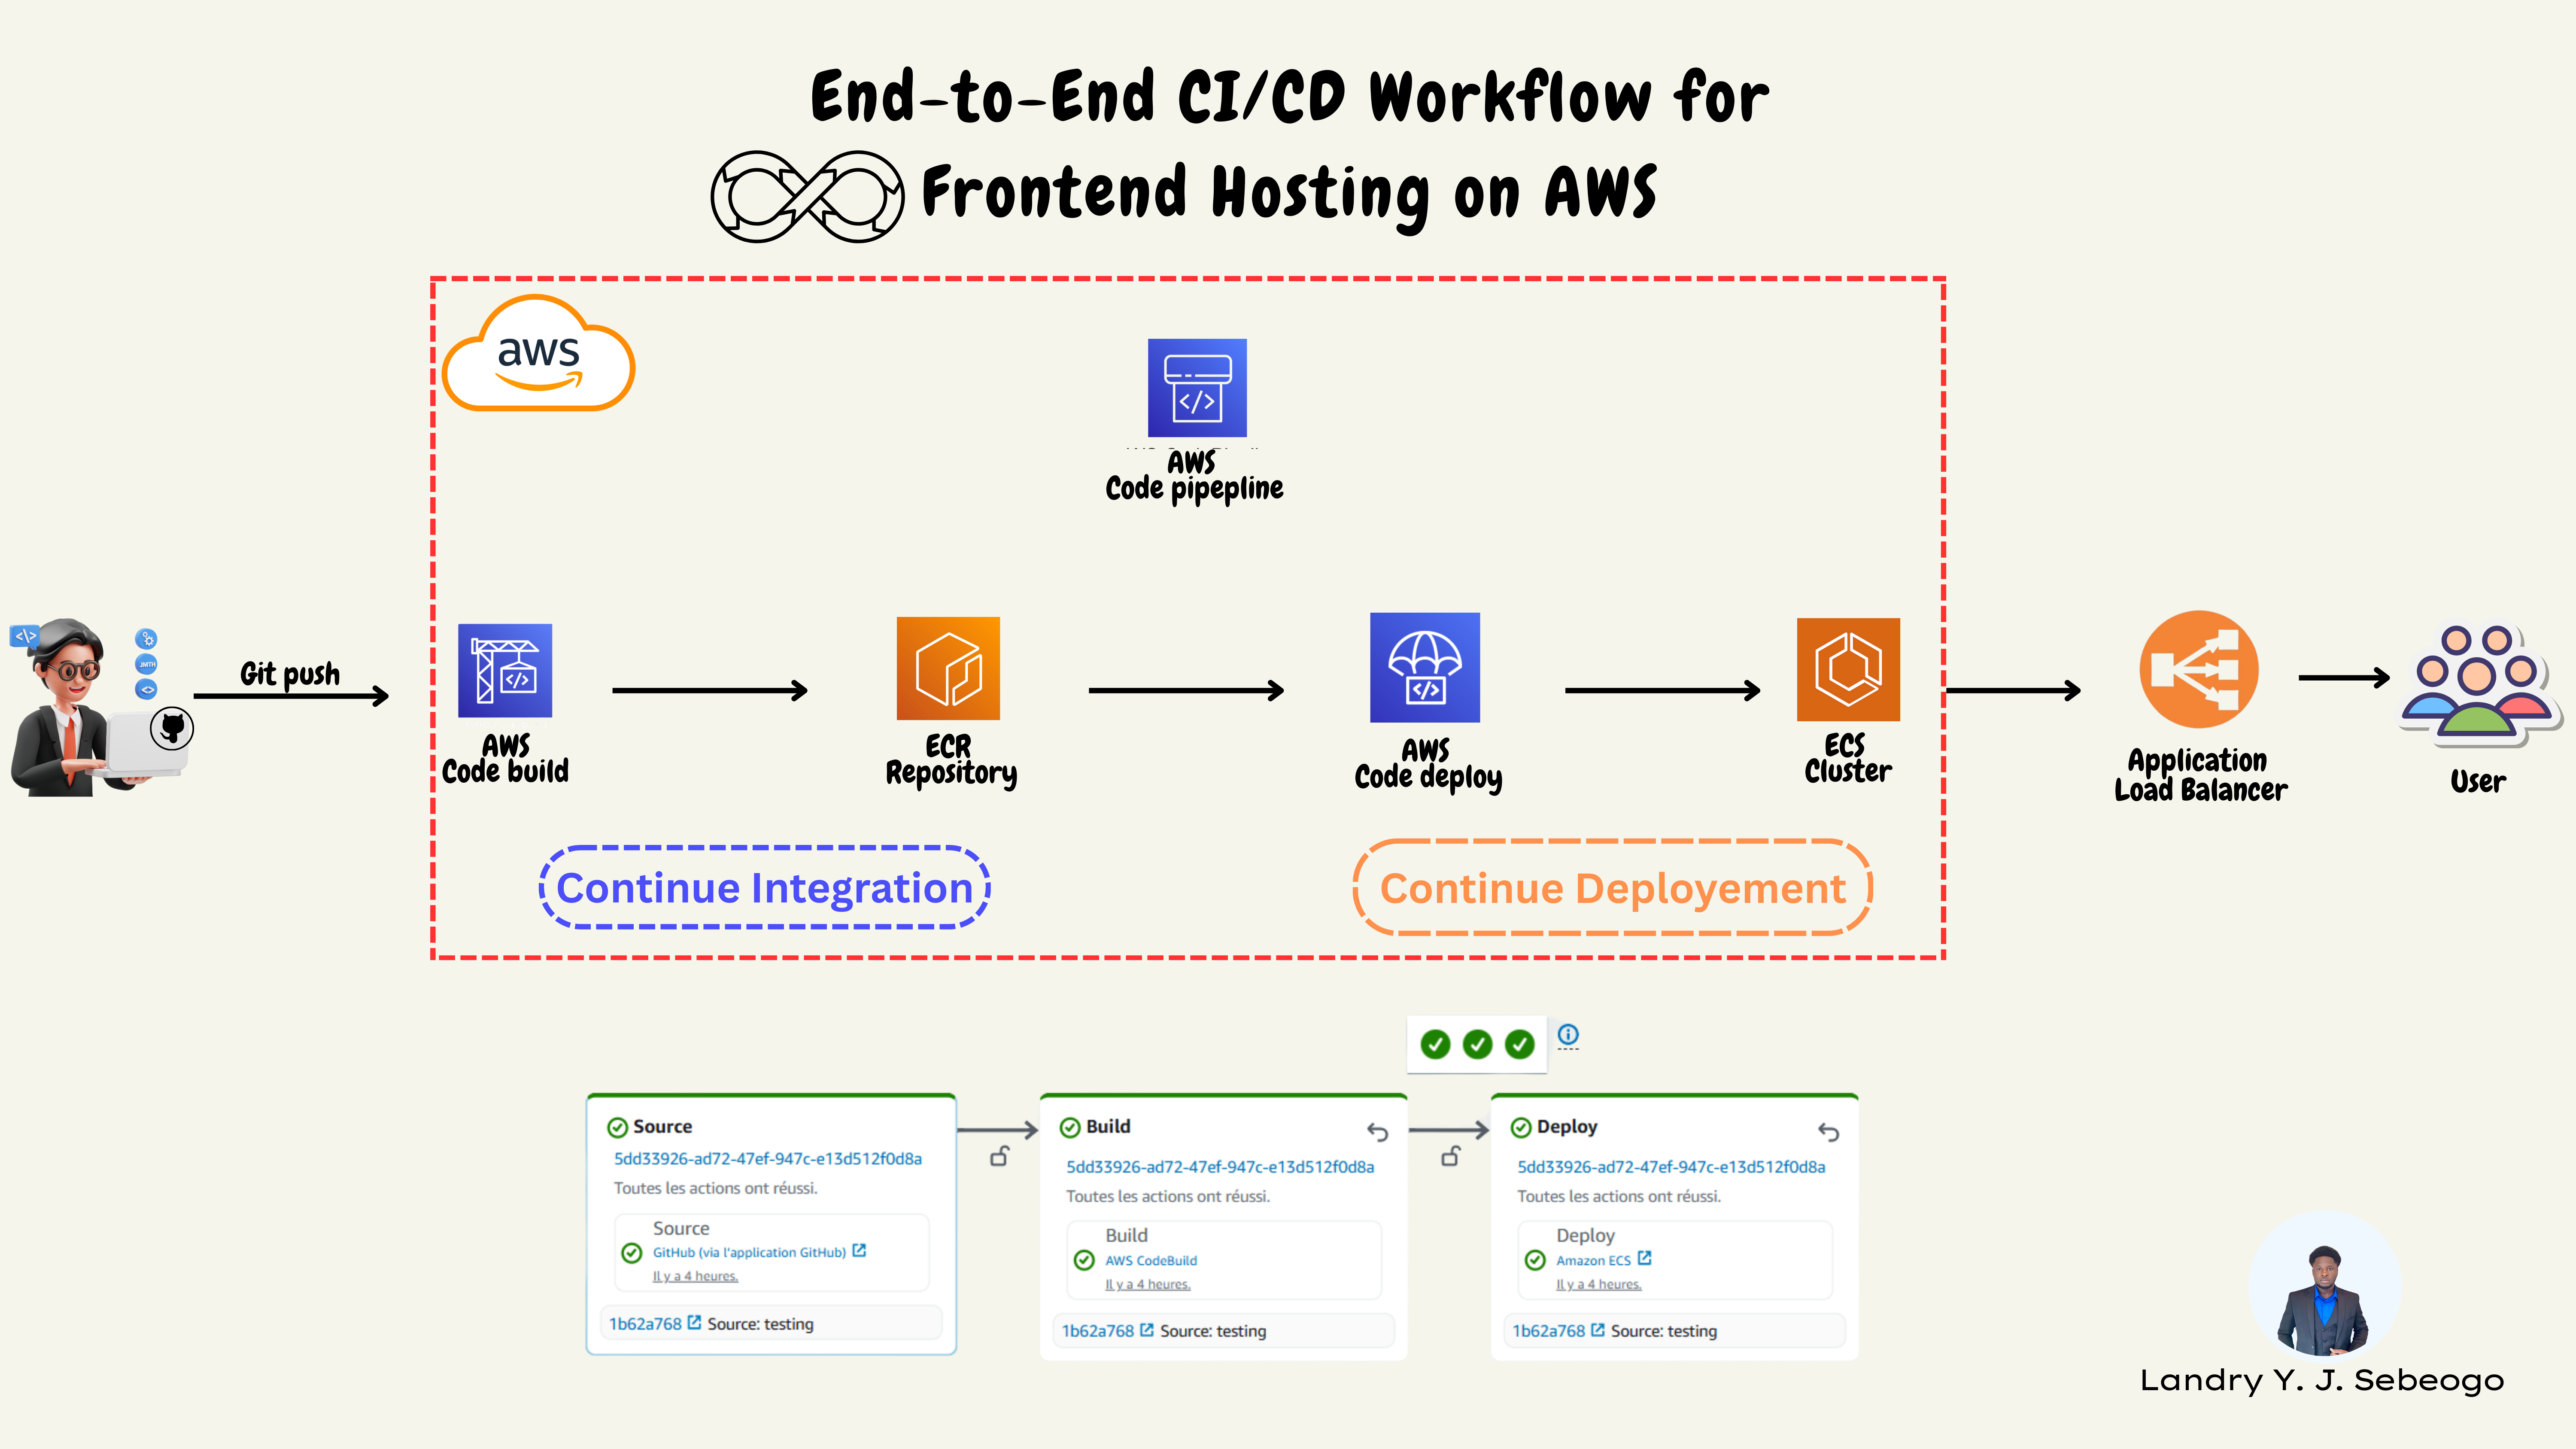 End-to-End CI/CD Workflow for
Frontend Hosting on AWS
aws
AWS
Code pipepline
</>
JMTH
<>
Git push
</>
AWS
Code build
ECR
Repository
</>
AWS
Code deploy
ECS
Cluster
Application
Load Balancer
User
Continue Integration
Continue Deployement
Source
5dd33926-ad72-47ef-947c-e13d512f0d8a
Toutes les actions ont réussi.
Source
GitHub (via l'application GitHub)
Il y a 4 heures.
1b62a768 Source: testing
Build
5dd33926-ad72-47ef-947c-e13d512f0d8a
Toutes les actions ont réussi.
Build
AWS CodeBuild
Il y a 4 heures.
1b62a768 Source: testing
Deploy
5dd33926-ad72-47ef-947c-e13d512f0d8a
Toutes les actions ont réussi.
Deploy
Amazon ECS
Il y a 4 heures.
1b62a768 Source: testing
Landry Y. J. Sebeogo